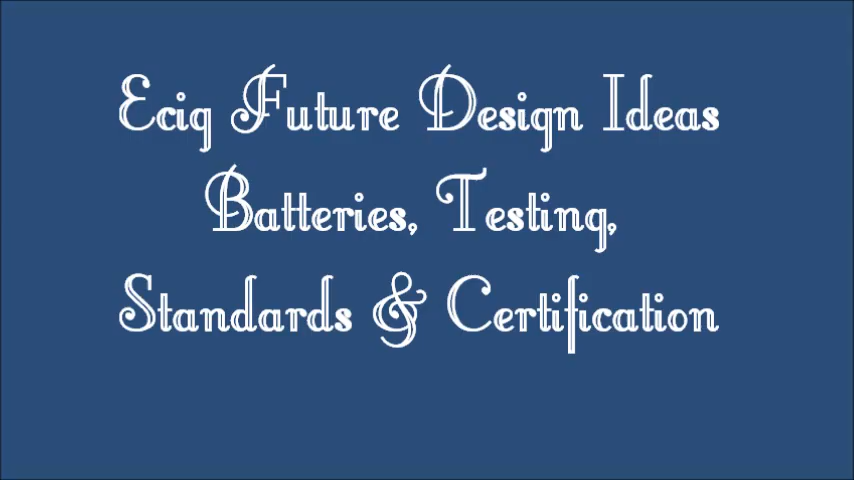 Ecig Future Design Ideas
Batteries, Testing,
Standards & Certification